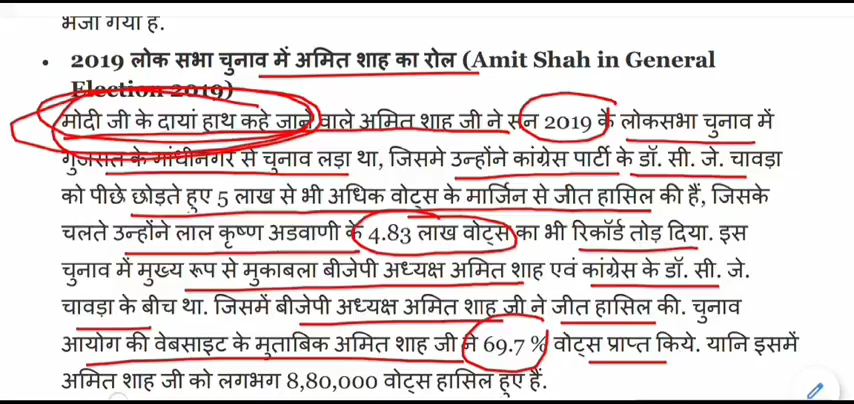 भेजा गया है.
• 2019 लोक सभा चुनाव में अमित शाह का रोल (Amit Shah in General
Election 2019)
मोदी जी के दायां हाथ कहे जाने वाले अमित शाह जी ने सन 2019 के लोकसभा चुनाव में
गुजरात के गांधीनगर से चुनाव लड़ा था, जिसमे उन्होंने कांग्रेस पार्टी के डॉ. सी. जे. चावड़ा
को पीछे छोड़ते हुए 5 लाख से भी अधिक वोट्स के मार्जिन से जीत हासिल की हैं, जिसके
चलते उन्होंने लाल कृष्ण अडवाणी के 4.83 लाख वोट्स का भी रिकॉर्ड तोड़ दिया. इस
चुनाव में मुख्य रूप से मुकाबला बीजेपी अध्यक्ष अमित शाह एवं कांग्रेस के डॉ. सी. जे.
चावड़ा के बीच था. जिसमें बीजेपी अध्यक्ष अमित शाह जी ने जीत हासिल की. चुनाव
आयोग की वेबसाइट के मुताबिक अमित शाह जी ने 69.7 % वोट्स प्राप्त किये. यानि इसमें
अमित शाह जी को लगभग 8,80,000 वोट्स हासिल हुए हैं.